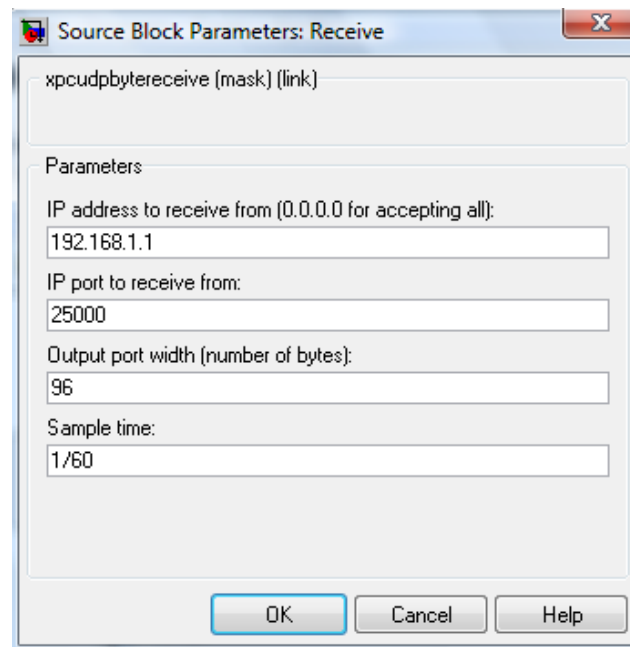 Source Block Parameters: Receive
xpcudpbytereceive (mask) (link)
Parameters
IP address to receive from (0.0.0.0 for accepting all):
192.168.1.1
IP port to receive from:
25000
Output port width (number of bytes):
96
Sample time:
1/60
OK Cancel Help